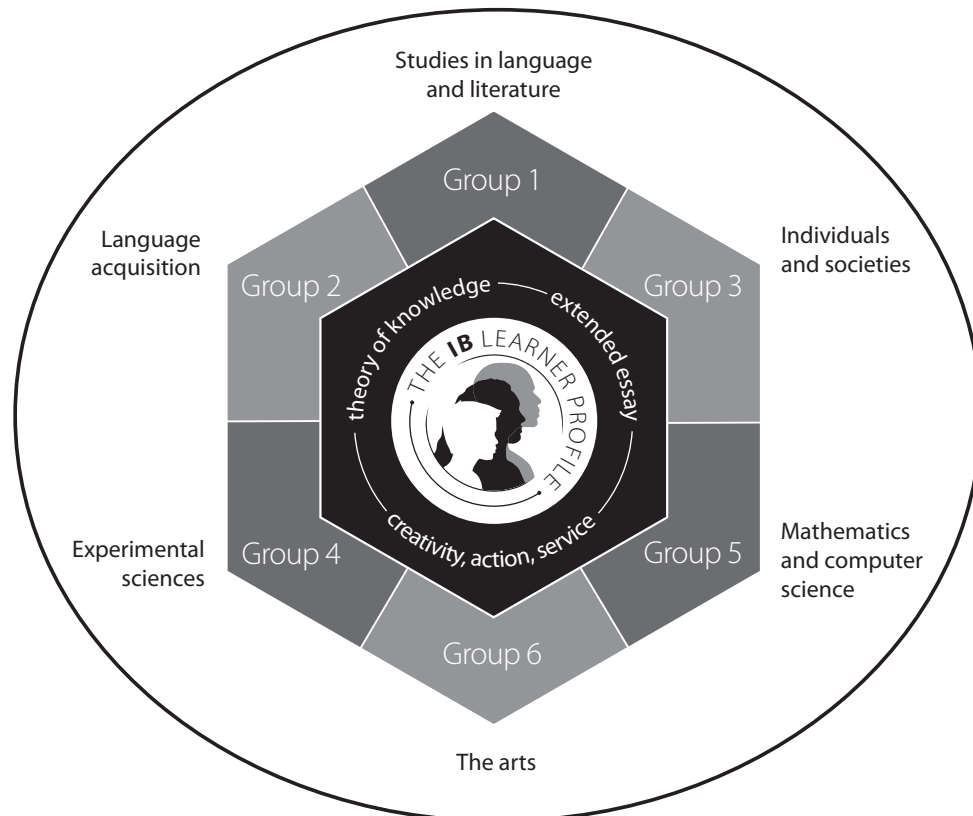 Studies in language
and literature
Group 1
Language
acquisition
Group 2
Individuals
and societies
Group 3
theory of knowledge
extended essay
THE IB LEARNER PROFILE
creativity, action, service
Experimental
sciences
Group 4
Mathematics
and computer
science
Group 5
Group 6
The arts